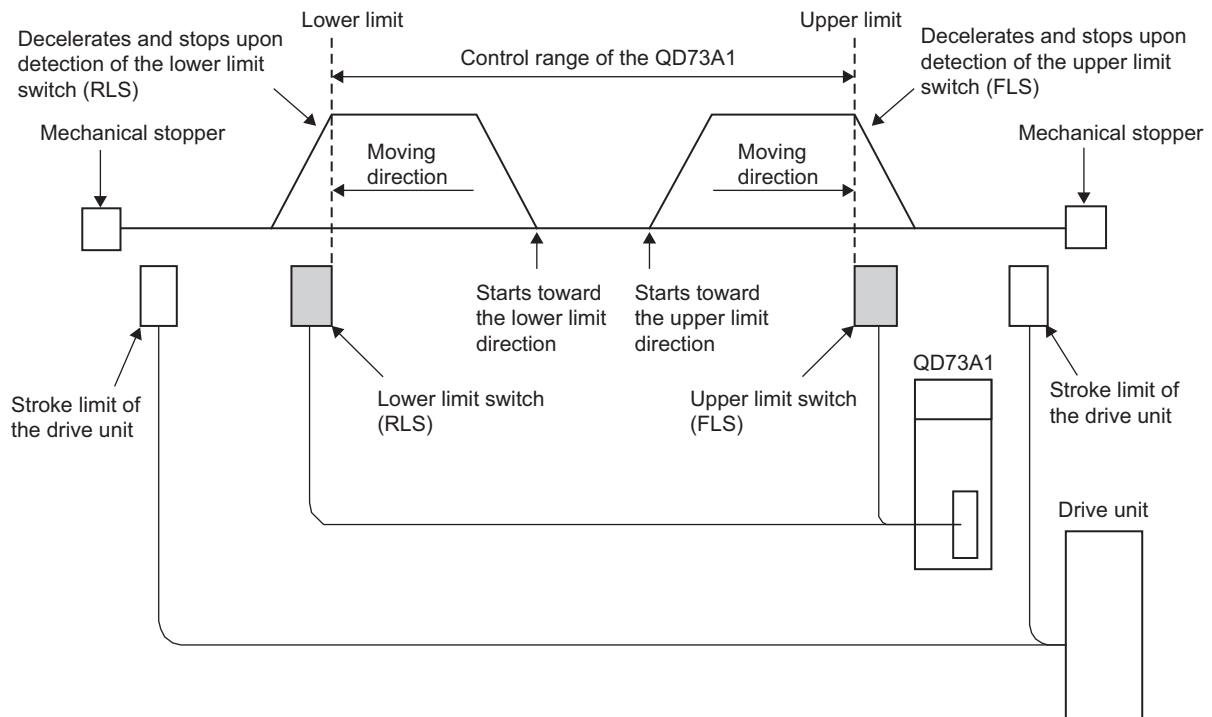 Lower limit
Upper limit
Decelerates and stops upon
detection of the lower limit
switch (RLS)
Control range of the QD73A1
Decelerates and stops upon
detection of the upper limit
switch (FLS)
Mechanical stopper
Moving
direction
Moving
direction
Mechanical stopper
Starts toward
the lower limit
direction
Starts toward
the upper limit
direction
QD73A1
Stroke limit of
the drive unit
Lower limit switch
(RLS)
Upper limit switch
(FLS)
Stroke limit of
the drive unit
Drive unit